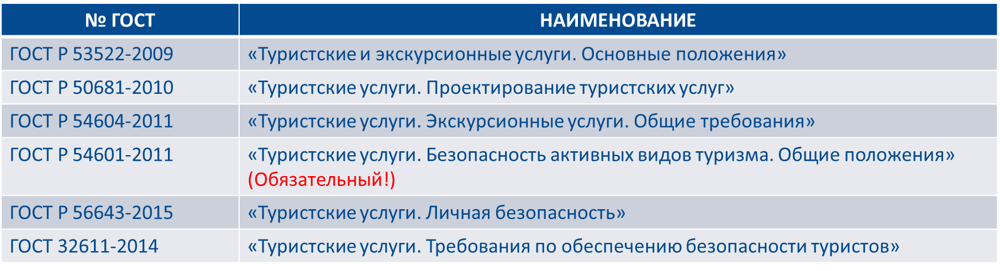 № ГОСТ НАИМЕНОВАНИЕ
ГОСТ Р 53522-2009 «Туристские и экскурсионные услуги. Основные положения»
ГОСТ Р 50681-2010 «Туристские услуги. Проектирование туристских услуг»
ГОСТ Р 54604-2011 «Туристские услуги. Экскурсионные услуги. Общие требования»
ГОСТ Р 54601-2011 «Туристские услуги. Безопасность активных видов туризма. Общие положения»
(Обязательный!)
ГОСТ Р 56643-2015 «Туристские услуги. Личная безопасность»
ГОСТ 32611-2014 «Туристские услуги. Требования по обеспечению безопасности туристов»